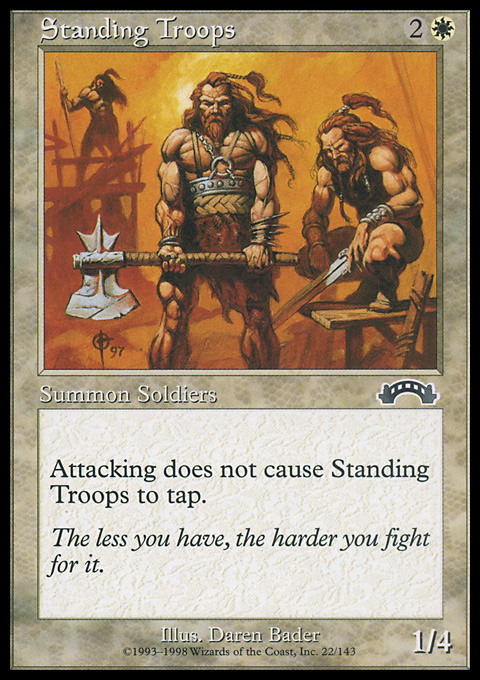 Standing Troops 2
97
Summon Soldiers
Attacking does not cause Standing
Troops to tap.
The less you have, the harder you fight
for it.
Illus. Daren Bader
©1993–1998 Wizards of the Coast, Inc. 22/143
1/4